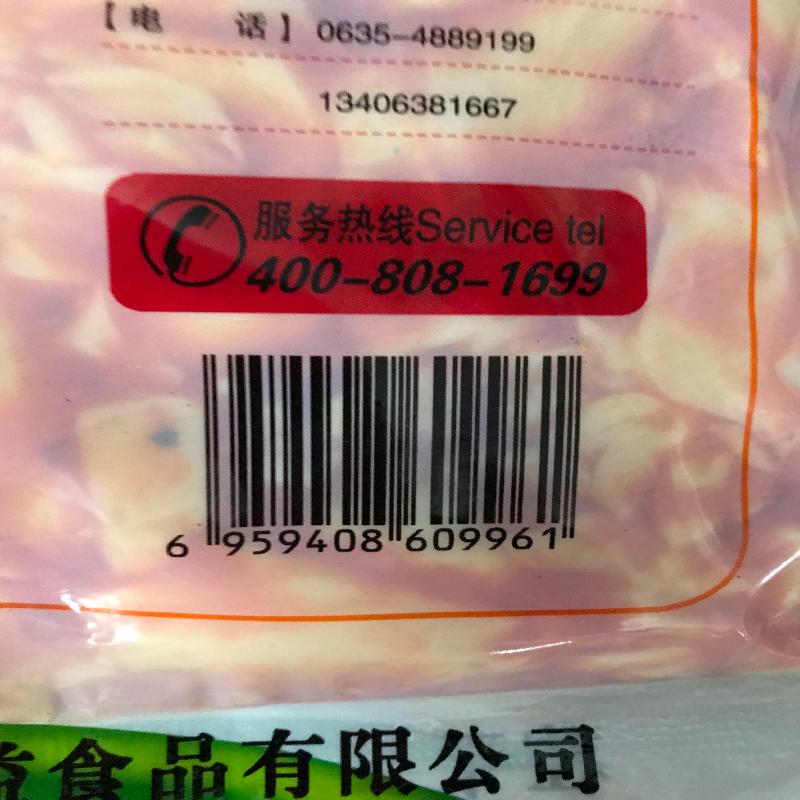 【电 话】0635-4889199
13406381667
服务热线Service tel
400-808-1699
6 959408 609961
益食品有限公司